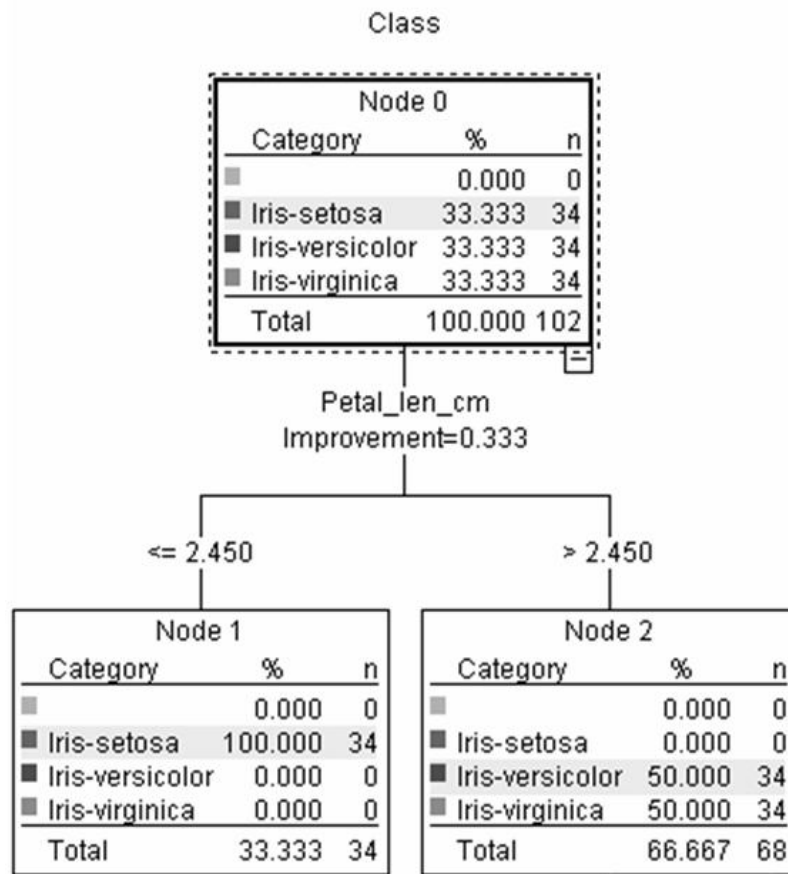 Class
Node 0
Category % n
0.000 0
Iris-setosa 33.333 34
Iris-versicolor 33.333 34
Iris-virginica 33.333 34
Total 100.000 102
Petal_len_cm
Improvement=0.333
<= 2.450
> 2.450
Node 1
Category % n
0.000 0
Iris-setosa 100.000 34
Iris-versicolor 0.000 0
Iris-virginica 0.000 0
Total 33.333 34
Node 2
Category % n
0.000 0
Iris-setosa 0.000 0
Iris-versicolor 50.000 34
Iris-virginica 50.000 34
Total 66.667 68